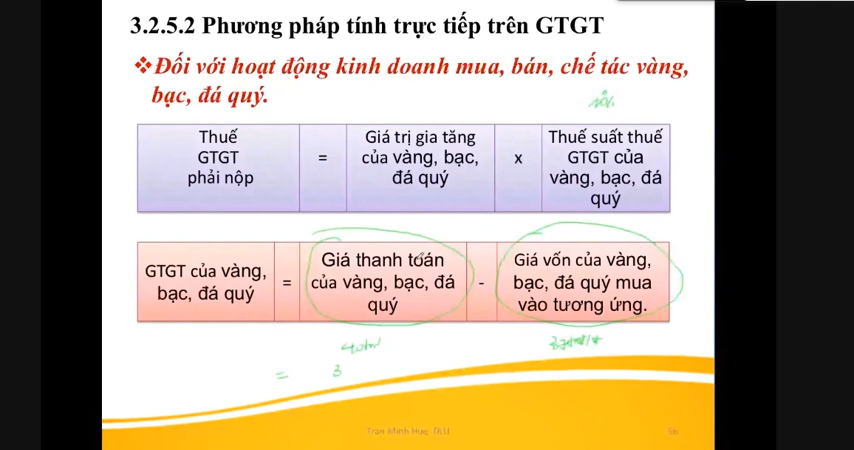 3.2.5.2 Phương pháp tính trực tiếp trên GTGT
❖Đối với hoạt động kinh doanh mua, bán, chế tác vàng,
bạc, đá quý.
10%
Thuế
GTGT
phải nộp
=
Giá trị gia tăng
của vàng, bạc,
đá quý
x
Thuế suất thuế
GTGT của
vàng, bạc, đá
quý
GTGT của vàng,
bạc, đá quý
=
Giá thanh toán
của vàng, bạc, đá
quý
-
Giá vốn của vàng,
bạc, đá quý mua
vào tương ứng.
= 3
56